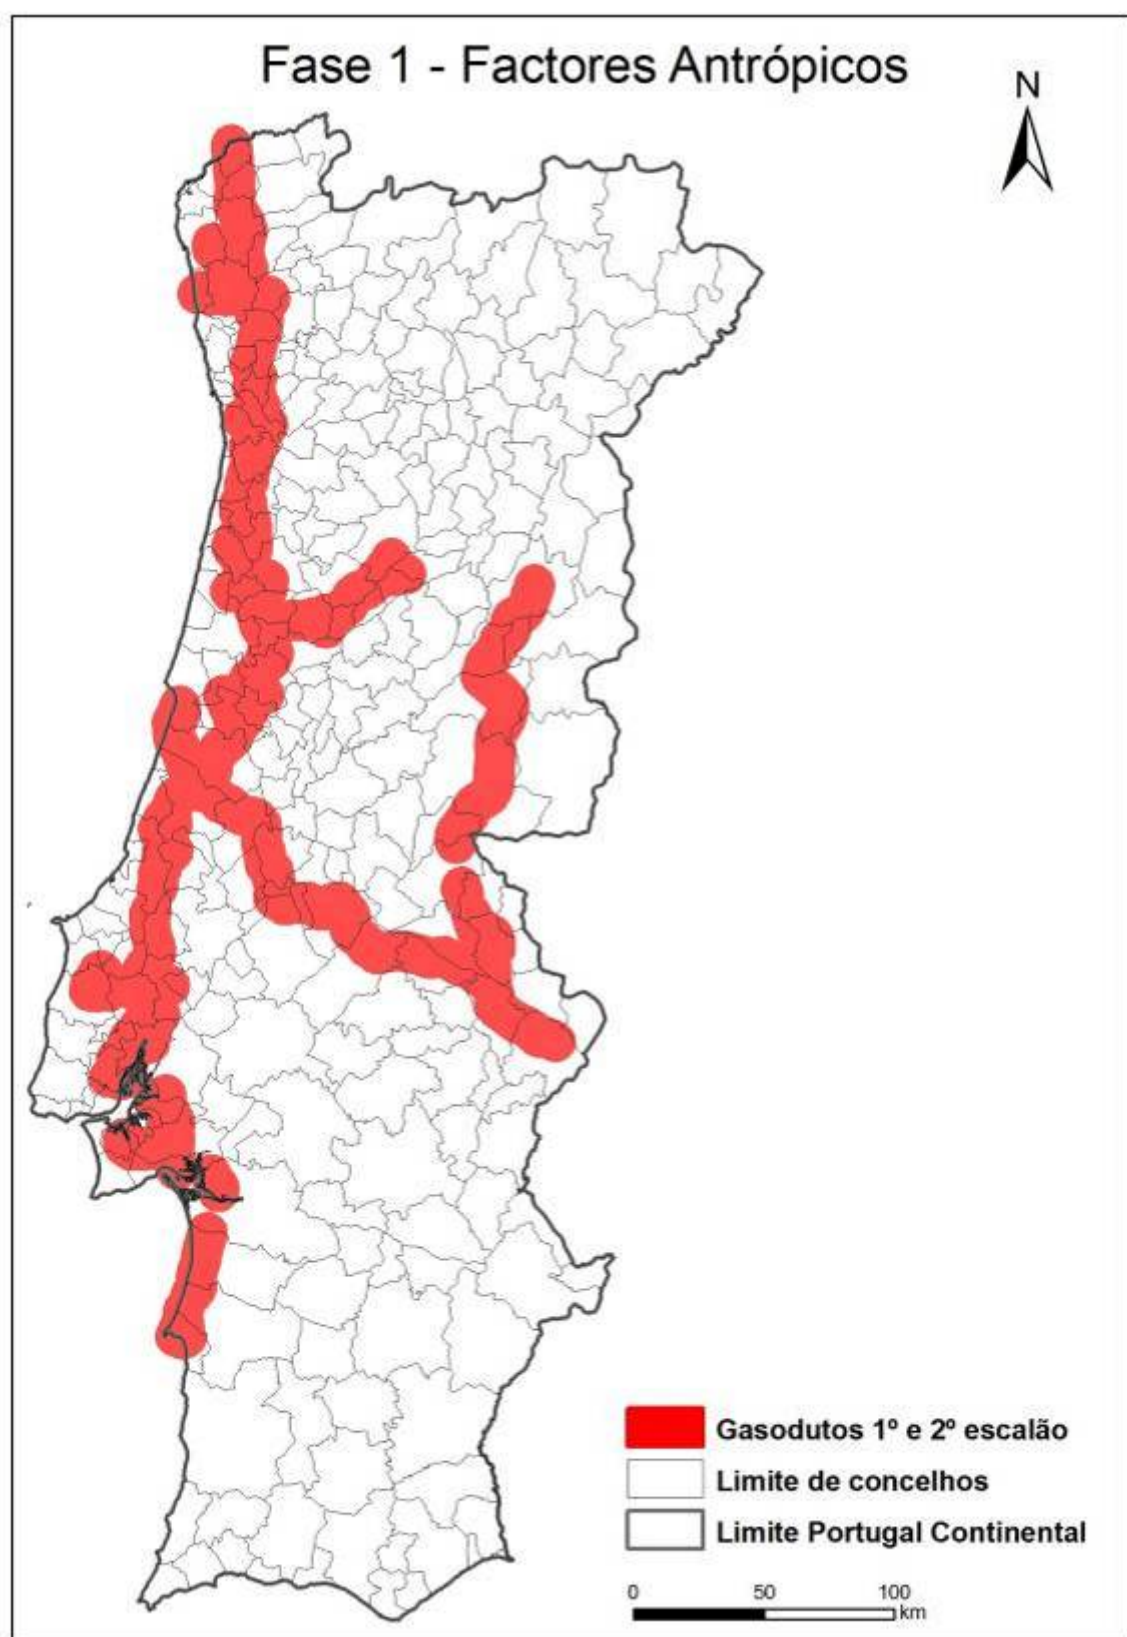 Fase 1 - Factores Antrópicos
N
Gasodutos 1º e 2º escalão
Limite de concelhos
Limite Portugal Continental
0 50 100
km